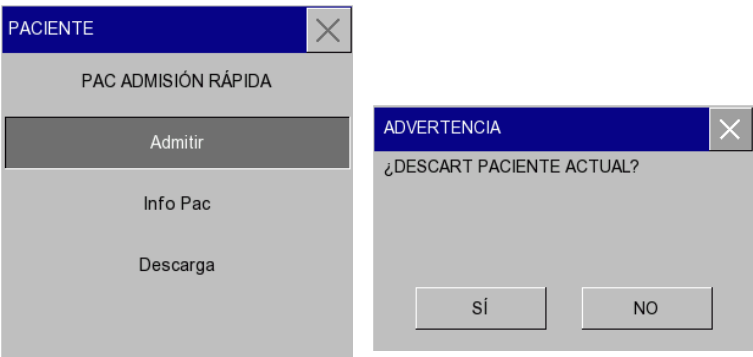 PACIENTE
PAC ADMISIÓN RÁPIDA
Admitir
Info Pac
Descarga
ADVERTENCIA
¿DESCART PACIENTE ACTUAL?
SÍ
NO